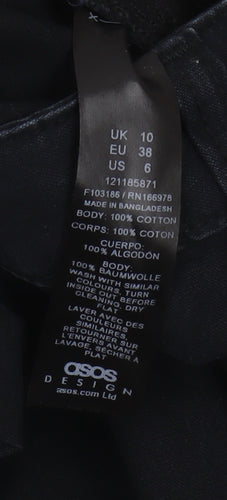 UK 10
EU 38
US 6
121185871
F103186 / RN166978
MADE IN BANGLADESH
BODY: 100% COTTON
CORPS: 100% COTON
CUERPO:
100% ALGODÓN
BODY:
100% BAUMWOLLE
WASH WITH SIMILAR
COLOURS, TURN
INSIDE OUT BEFORE
CLEANING, DRY
FLAT
LAVER AVEC DES
COULEURS
SIMILAIRES,
RETOURNER SUR
L'ENVERS AVANT
LAVAGE, SÉCHER À
PLAT
asos
DESIGN
asos.com Ltd